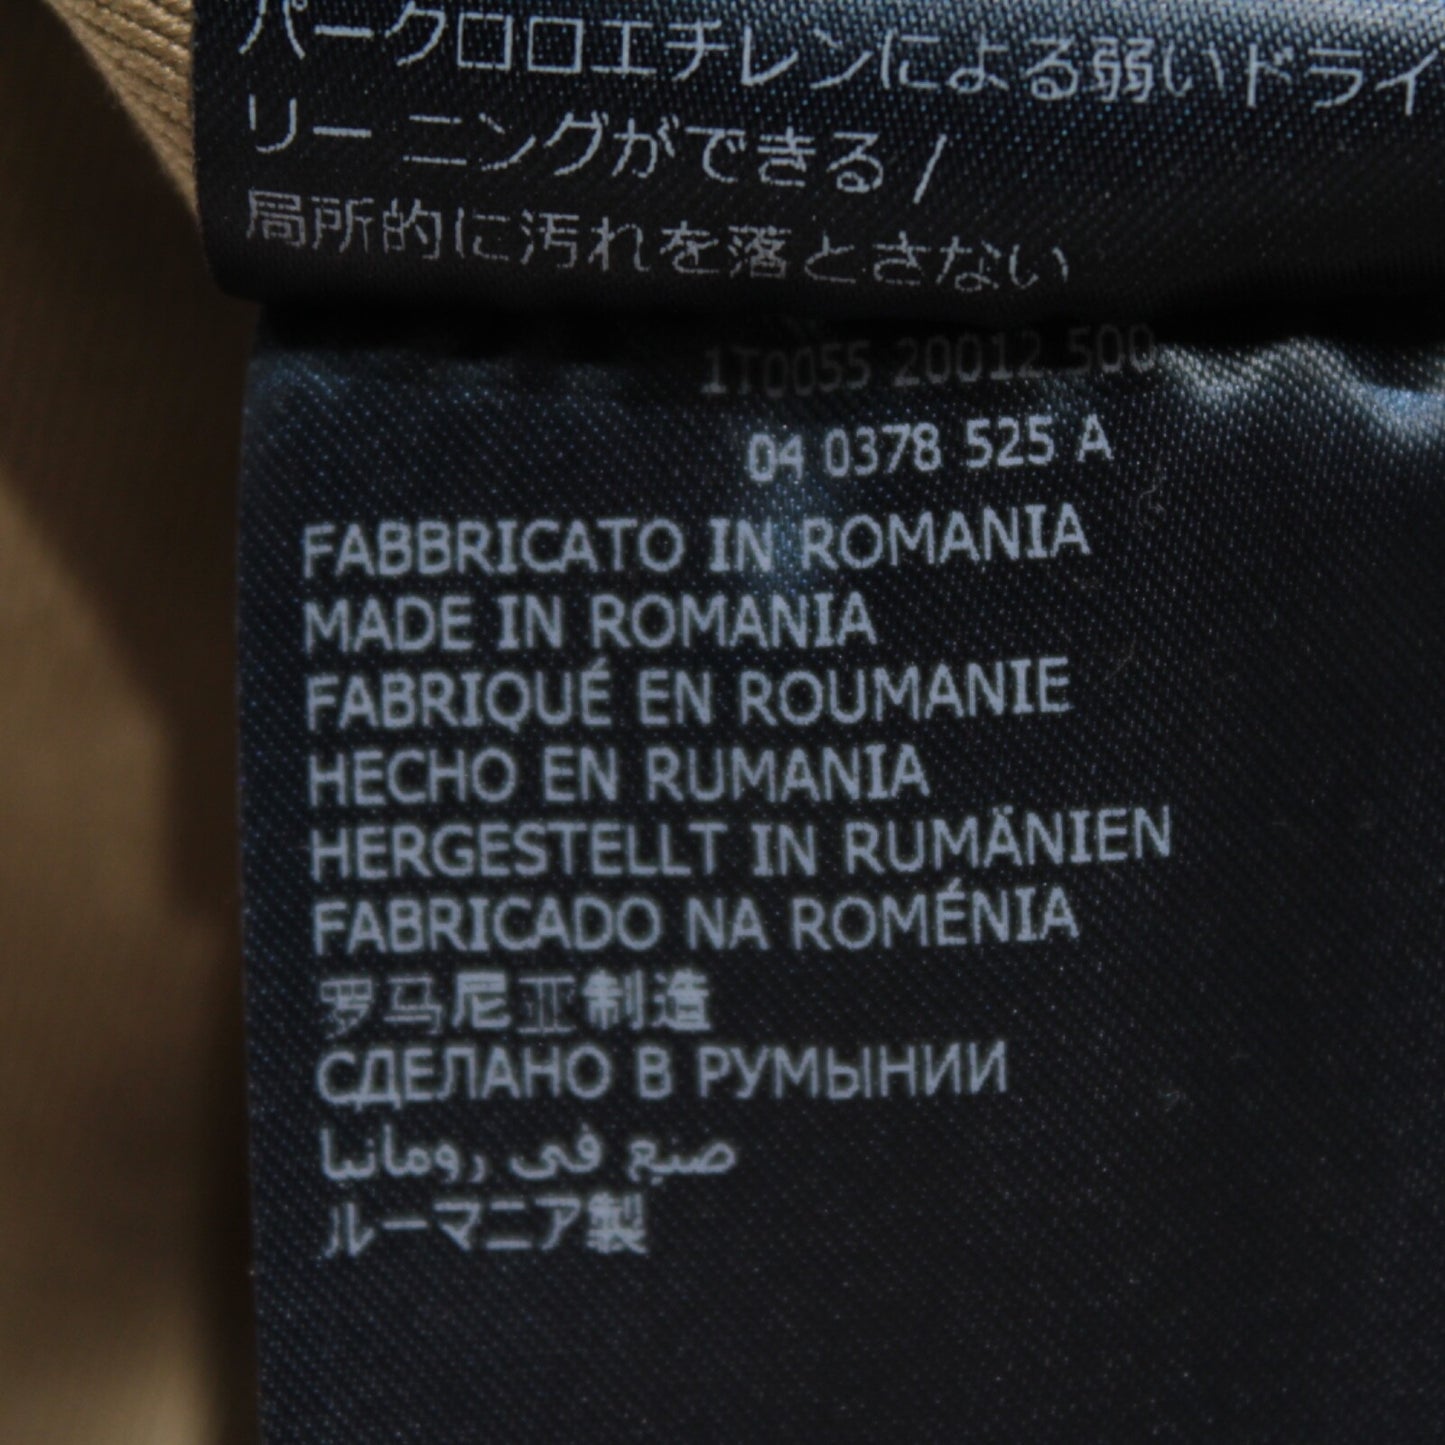 パークロロエチレンによる弱いドライ
リーニングができる /
局所的に汚れを落とさない
1T0055 20012 500
04 0378 525 A
FABBRICATO IN ROMANIA
MADE IN ROMANIA
FABRIQUÉ EN ROUMANIE
HECHO EN RUMANIA
HERGESTELLT IN RUMÄNIEN
FABRICADO NA ROMÉNIA
罗马尼亚制造
СДЕЛАНО В РУМЫНИИ
صنع في رومانيا
ルーマニア製